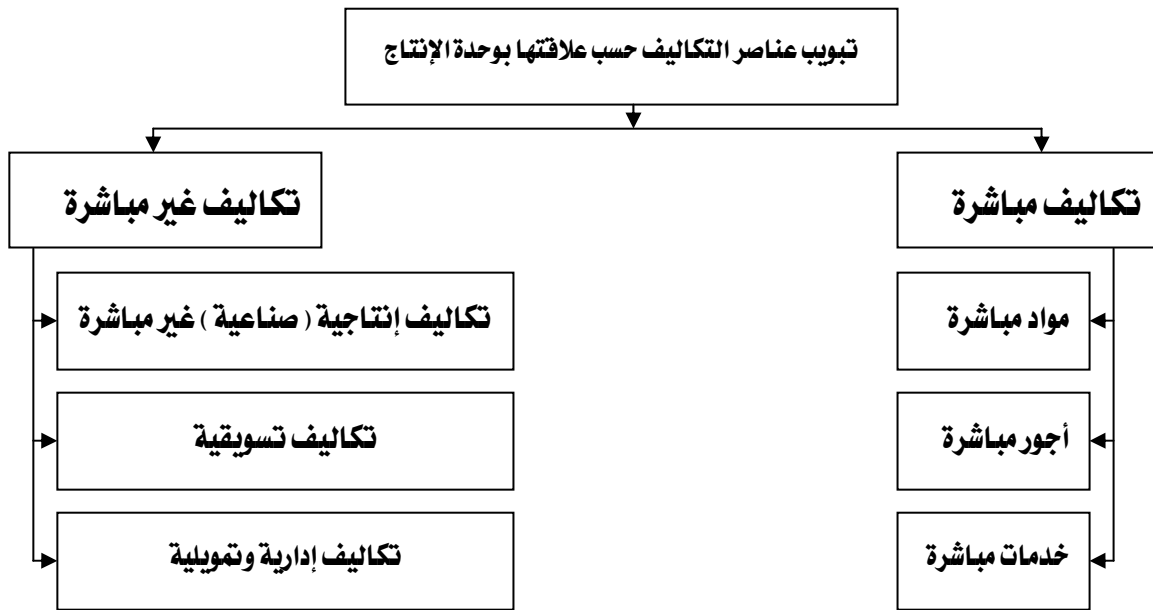 تبويب عناصر التكاليف حسب علاقتها بوحدة الإنتاج
تكاليف مباشرة
مواد مباشرة
أجور مباشرة
خدمات مباشرة
تكاليف غير مباشرة
تكاليف إنتاجية ( صناعية ) غير مباشرة
تكاليف تسويقية
تكاليف إدارية وتمويلية